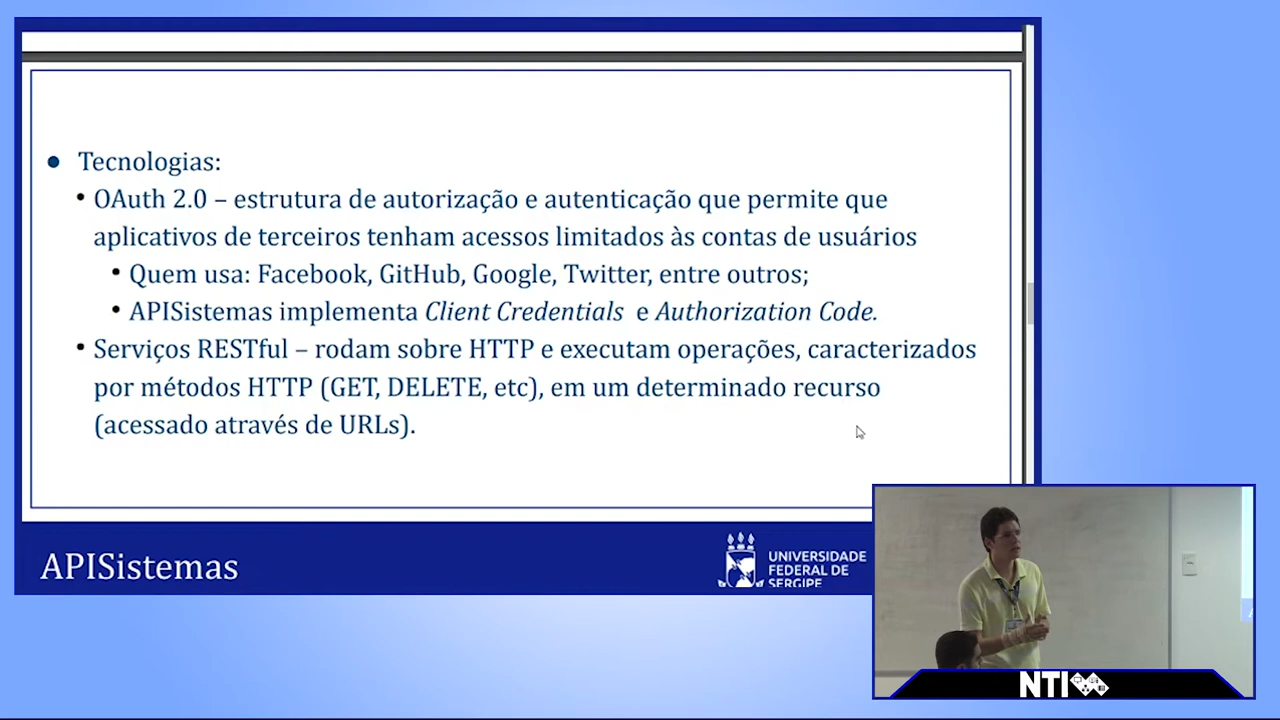 Tecnologias:
OAuth 2.0 – estrutura de autorização e autenticação que permite que
aplicativos de terceiros tenham acessos limitados às contas de usuários
Quem usa: Facebook, GitHub, Google, Twitter, entre outros;
APISistemas implementa Client Credentials e Authorization Code.
Serviços RESTful – rodam sobre HTTP e executam operações, caracterizados
por métodos HTTP (GET, DELETE, etc), em um determinado recurso
(acessado através de URLs).
APISistemas
UNIVERSIDADE
FEDERAL DE
SERGIPE
NTI